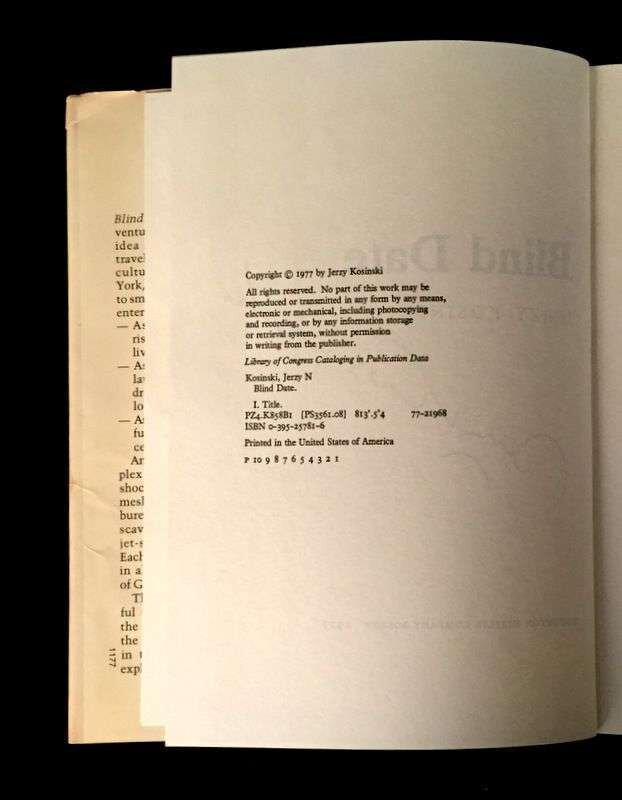 Blind
ventu
idea
trave
cultu
York,
to sm
enter
— As
ris
liv
— As
la
dr
lo
— As
fu
ce
An
plex
shoc
mesh
bure
scav
jet-s
Each
in a
of G
Th
ful
the
the
in t
expl
1177
Blind Date
Copyright © 1977 by Jerzy Kosinski
All rights reserved. No part of this work may be
reproduced or transmitted in any form by any means,
electronic or mechanical, including photocopying
and recording, or by any information storage
or retrieval system, without permission
in writing from the publisher.
Library of Congress Cataloging in Publication Data
Kosinski, Jerzy N
Blind Date.
I. Title.
PZ4.K858Bl [PS3561.08] 813'.5'4 77-21968
ISBN 0-395-25781-6
Printed in the United States of America
P 10 9 8 7 6 5 4 3 2 1